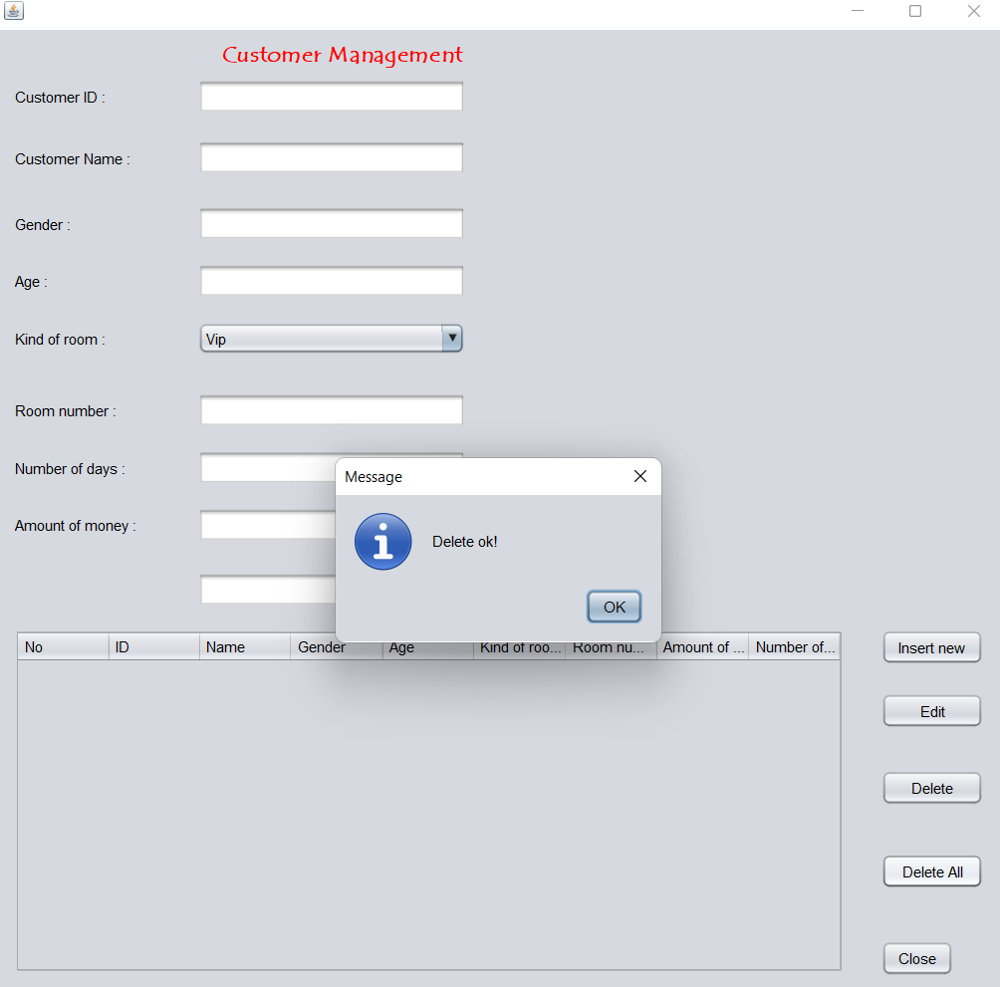 Customer Management
Customer ID :
Customer Name :
Gender :
Age :
Kind of room :
Vip
Room number :
Number of days :
Amount of money :
Message
Delete ok!
OK
No ID Name Gender Age Kind of roo... Room nu... Amount of ... Number of...
Insert new
Edit
Delete
Delete All
Close